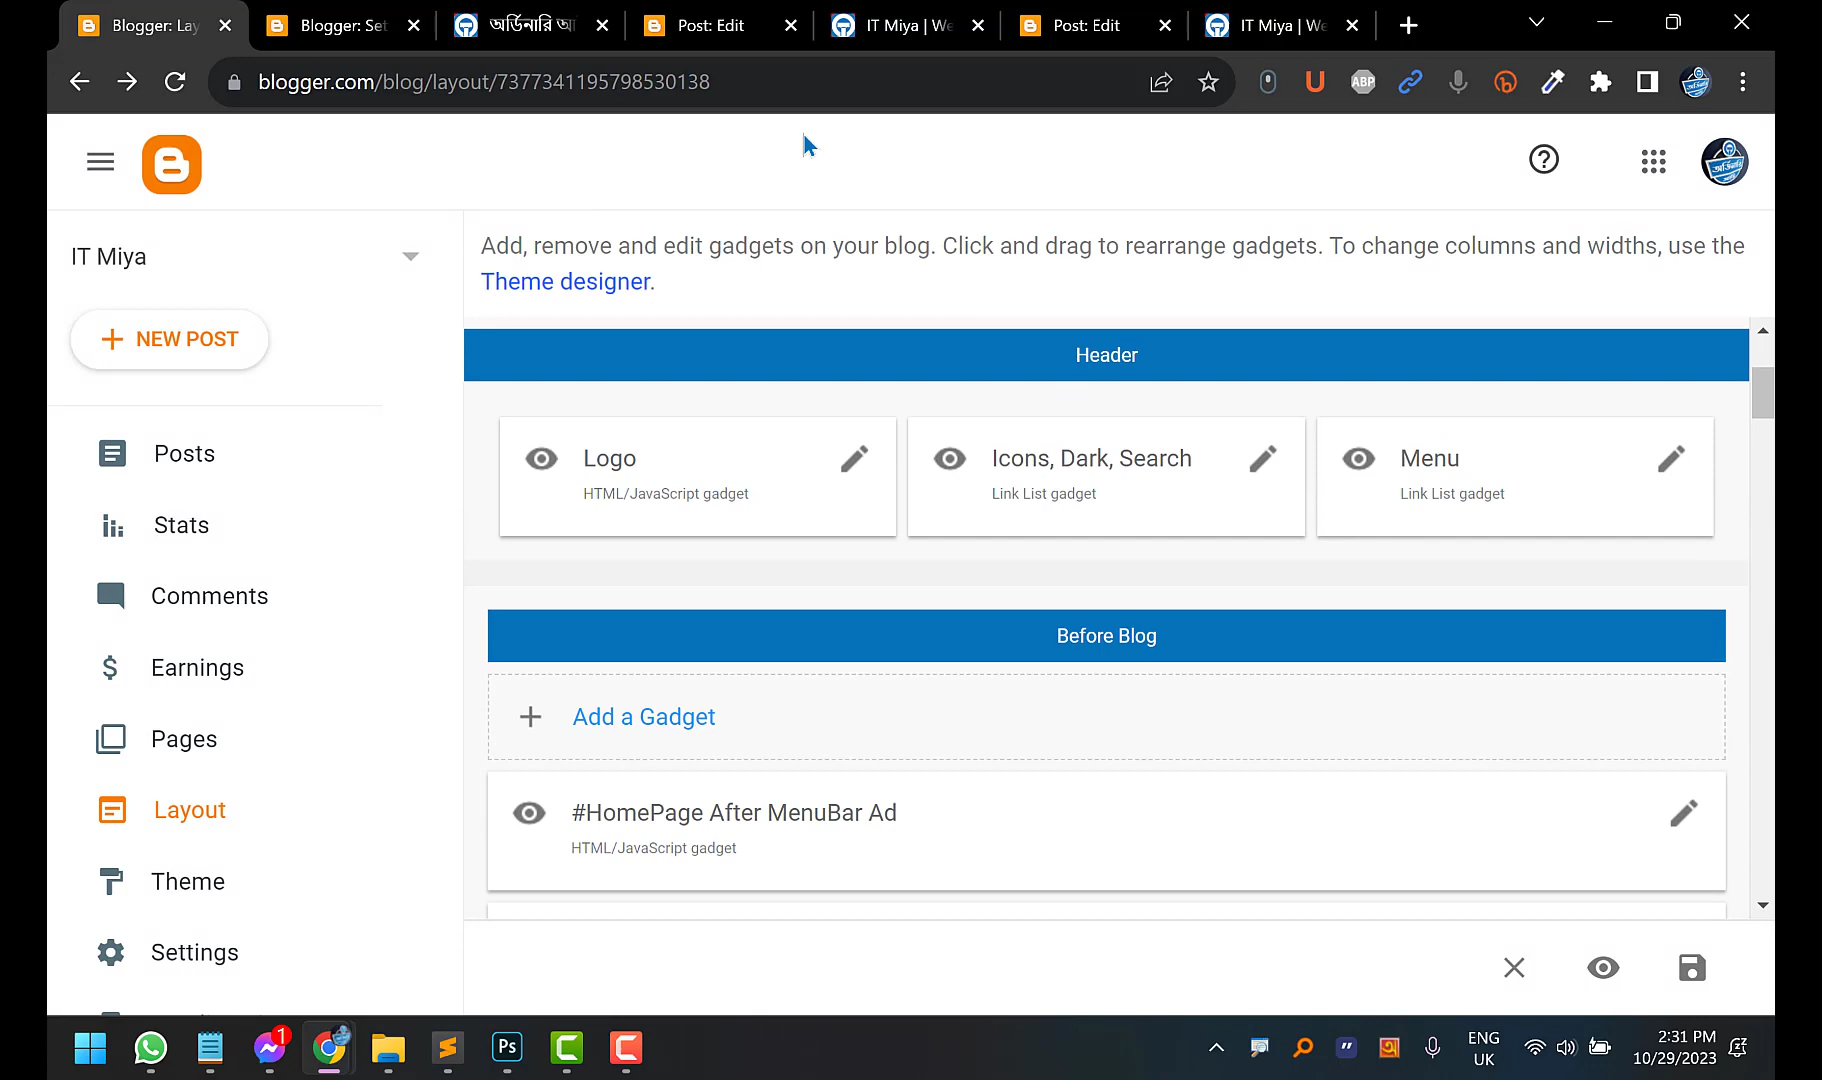 Blogger: Lay
Blogger: Set
অর্ডিনারি আ
Post: Edit
IT Miya | We
Post: Edit
IT Miya | We
blogger.com/blog/layout/7377341195798530138
ABP
IT Miya
Add, remove and edit gadgets on your blog. Click and drag to rearrange gadgets. To change columns and widths, use the
Theme designer.
NEW POST
Header
Logo
HTML/JavaScript gadget
Icons, Dark, Search
Link List gadget
Menu
Link List gadget
Posts
Stats
Comments
Before Blog
Earnings
Add a Gadget
Pages
Layout
#HomePage After MenuBar Ad
HTML/JavaScript gadget
Theme
Settings
1
Ps
ENG
UK
2:31 PM
10/29/2023